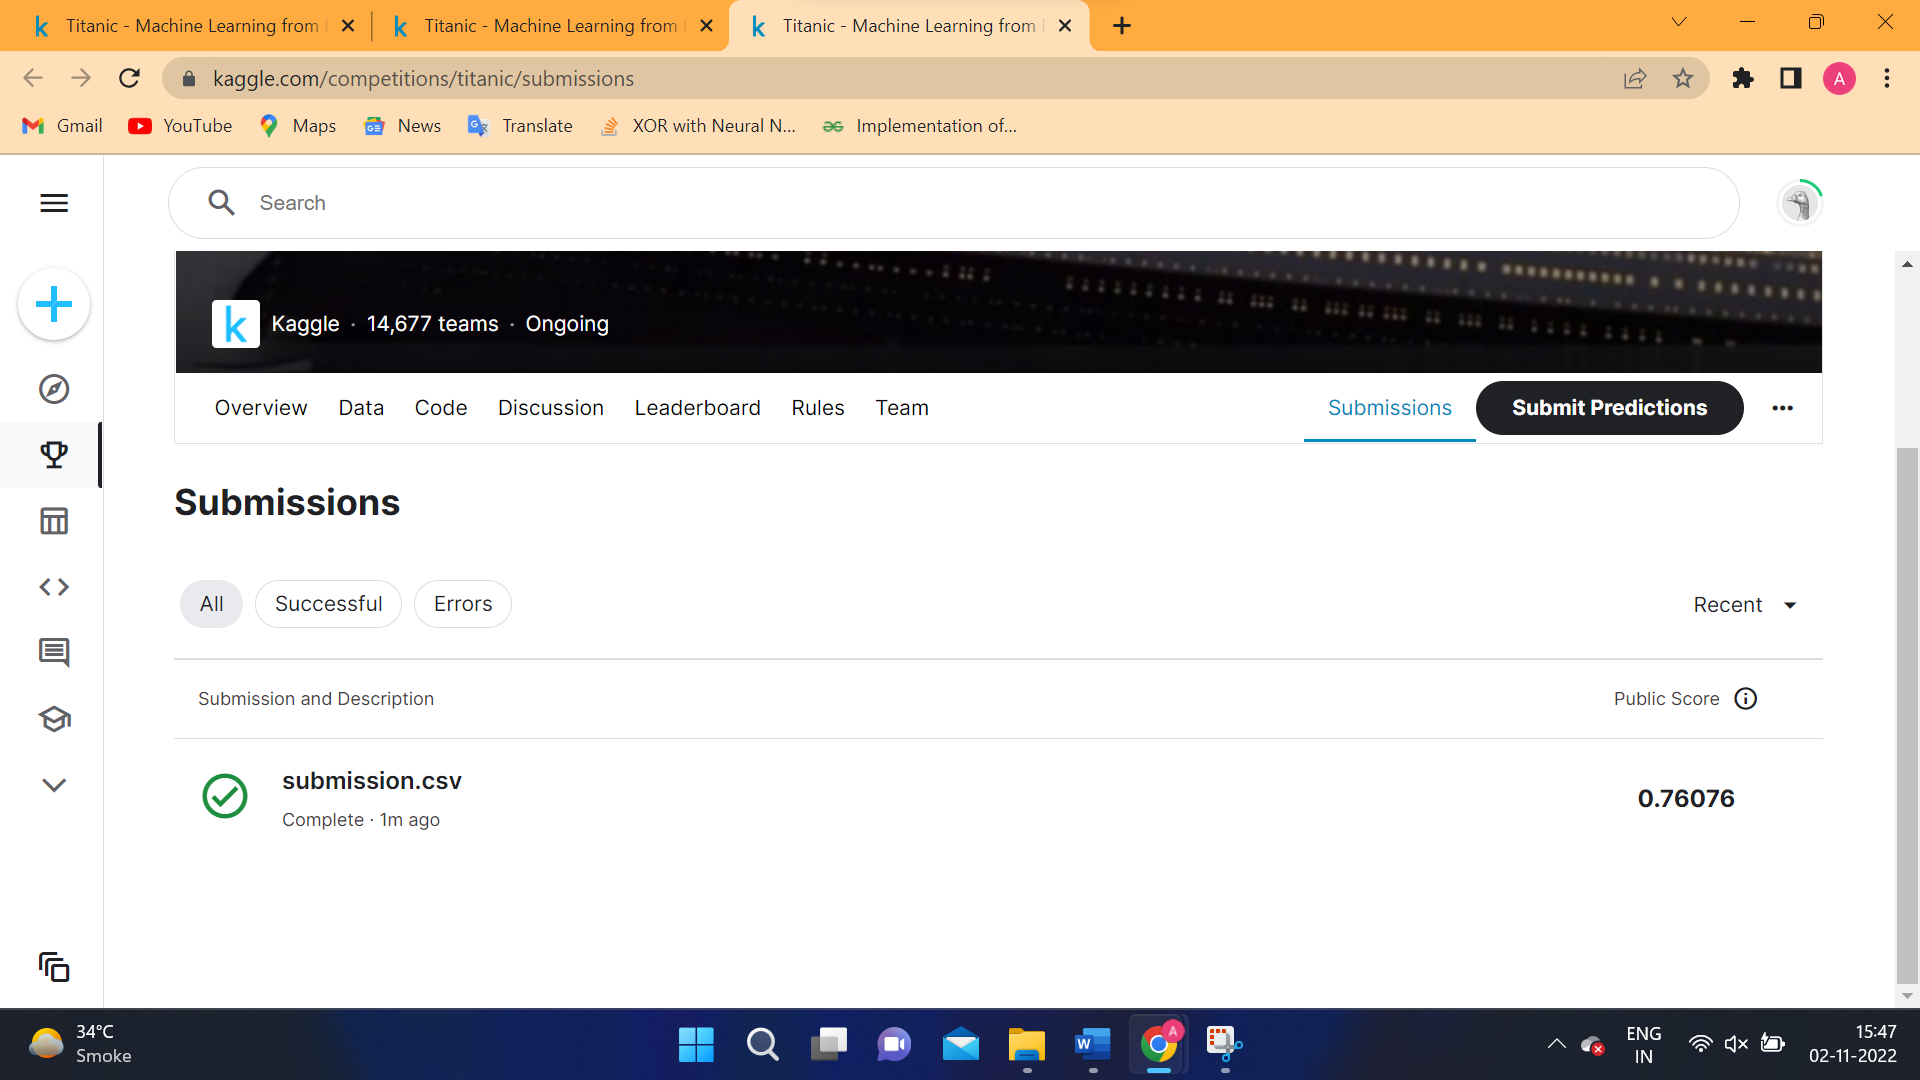 Titanic - Machine Learning from
Titanic - Machine Learning from
Titanic - Machine Learning from
kaggle.com/competitions/titanic/submissions
A
Gmail
YouTube
Maps
News
Translate
XOR with Neural N...
Implementation of...
Search
Kaggle · 14,677 teams · Ongoing
Overview
Data
Code
Discussion
Leaderboard
Rules
Team
Submissions
Submit Predictions
Submissions
All
Successful
Errors
Recent
Submission and Description
Public Score
submission.csv
0.76076
Complete · 1m ago
34°C
Smoke
A
ENG
IN
15:47
02-11-2022